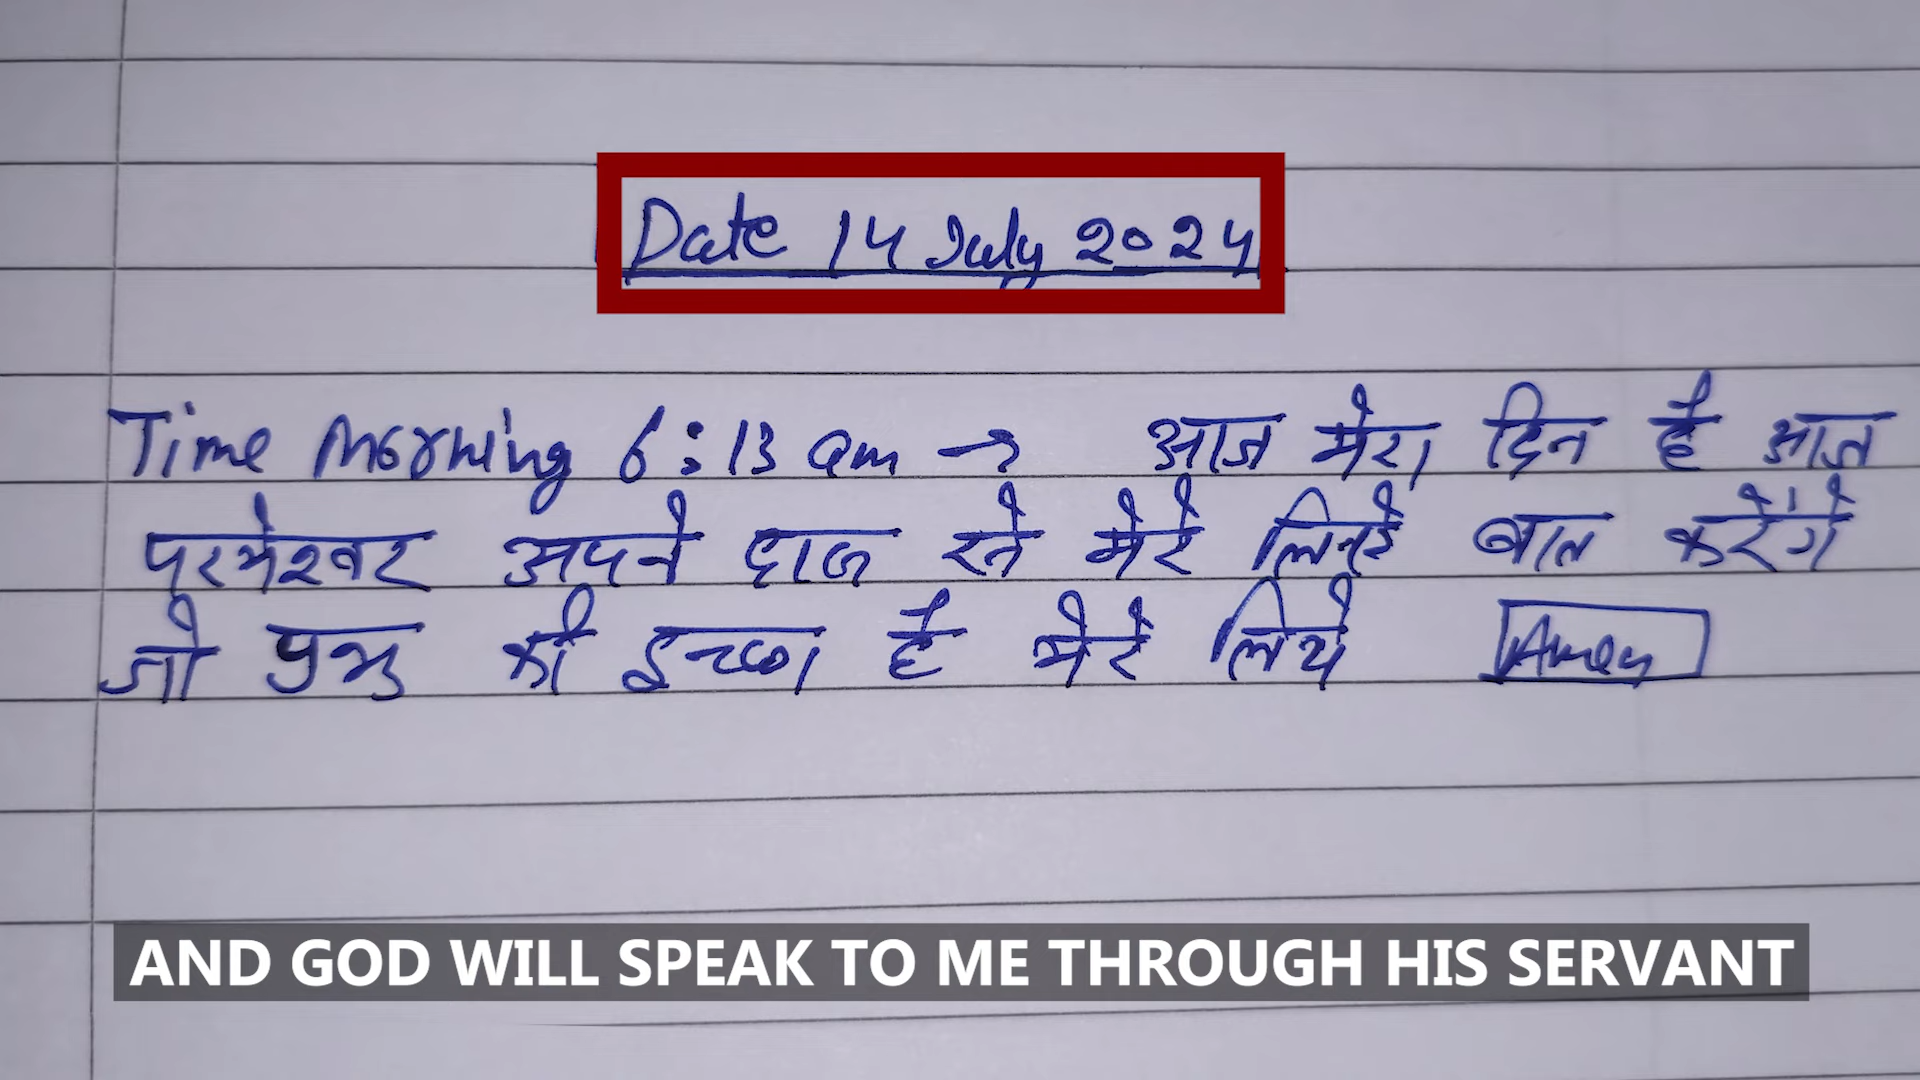 Date 14 July 2024
Time Morning 6:13 am → आज मेरा दिन है आज
परमेश्वर अपने दाज मेरे बात करेंगे
जो प्रभु की इच्छा है मेरे लिये Amen
AND GOD WILL SPEAK TO ME THROUGH HIS SERVANT